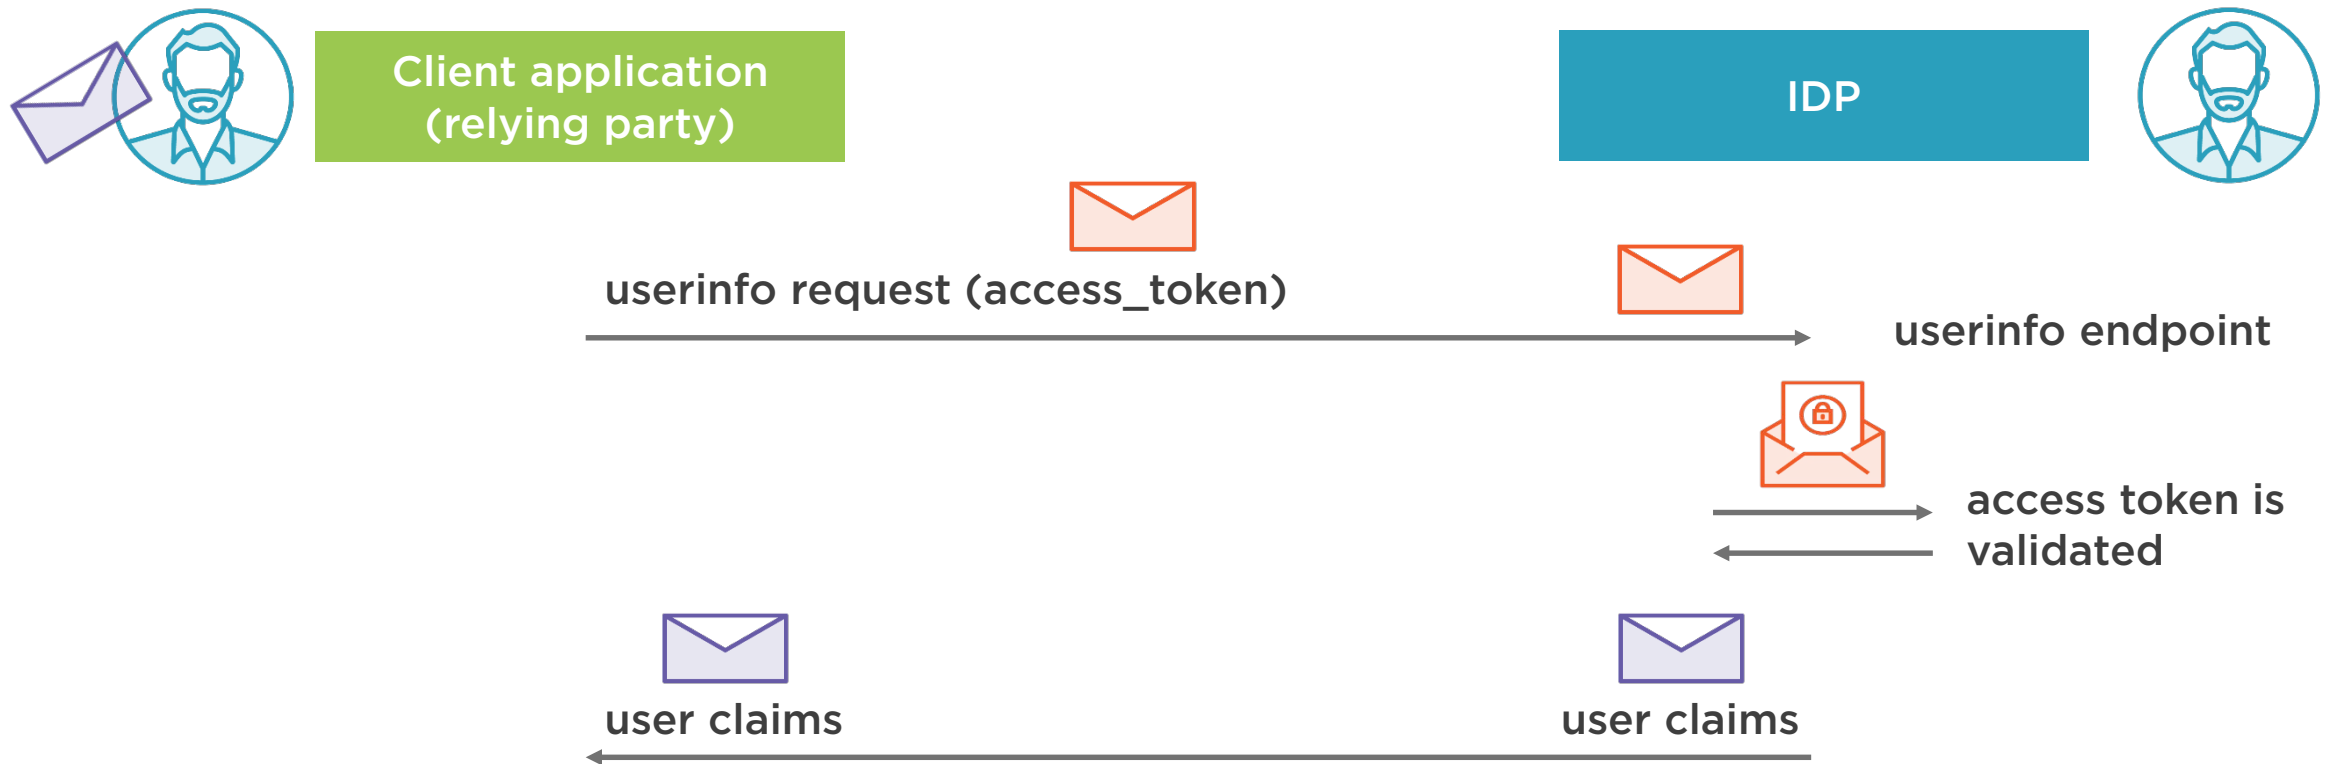 Client application
(relying party)
IDP
userinfo request (access_token)
userinfo endpoint
access token is
validated
user claims
user claims